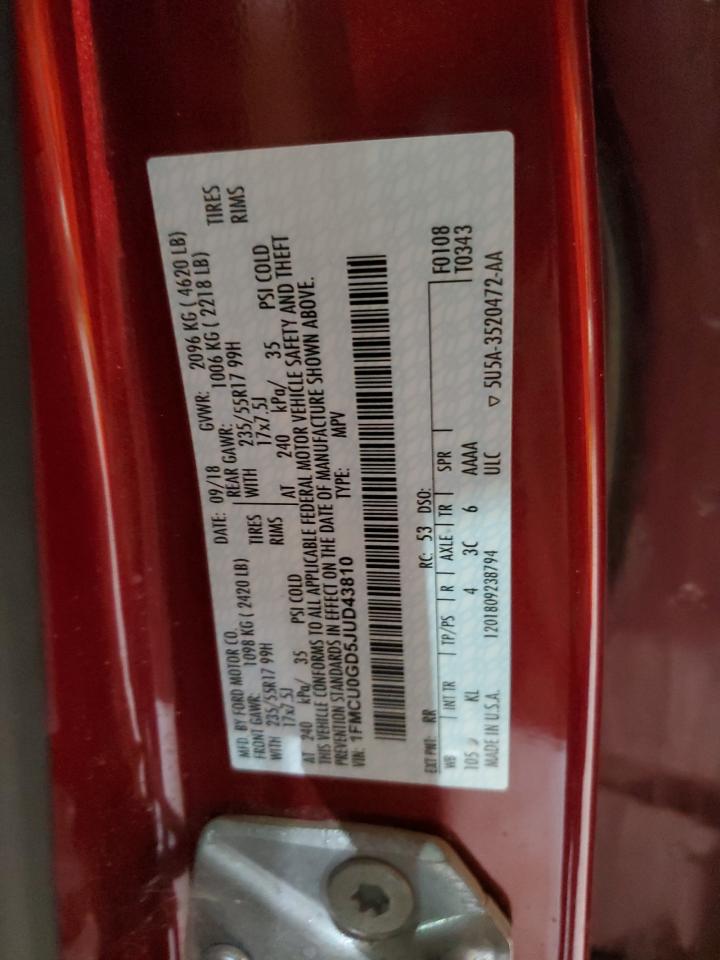 MFD. BY FORD MOTOR CO. DATE: 09/18 GVWR: 2096 KG ( 4620 LB)
FRONT GAWR: 1098 KG ( 2420 LB) REAR GAWR: 1006 KG ( 2218 LB)
WITH 235/55R17 99H TIRES WITH 235/55R17 99H TIRES
17x7.5J RIMS 17x7.5J RIMS
AT 240 kPa/ 35 PSI COLD AT 240 kPa/ 35 PSI COLD
THIS VEHICLE CONFORMS TO ALL APPLICABLE FEDERAL MOTOR VEHICLE SAFETY AND THEFT
PREVENTION STANDARDS IN EFFECT ON THE DATE OF MANUFACTURE SHOWN ABOVE.
VIN: 1FMCU0GD5JUD43810 TYPE: MPV
EXT PNT: RR RC: 53 DSO: F0108
WB INT TR TP/PS R AXLE TR SPR T0343
105 KL 4 3C 6 AAAA
MADE IN U.S.A. 1201809238794 ULC ▽ 5U5A-3520472-AA